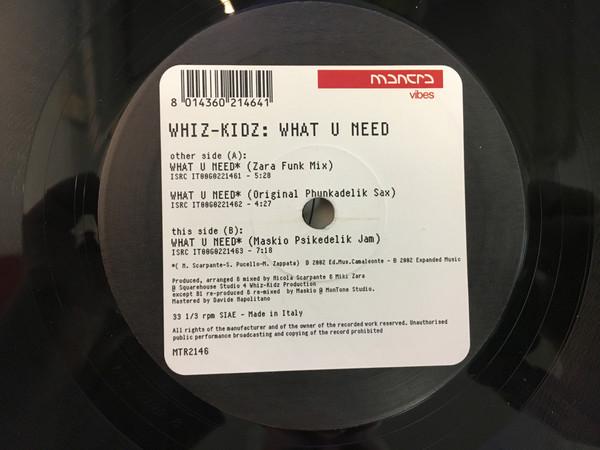 mantra
vibes
8 014360 214641
WHIZ-KIDZ: WHAT U NEED
other side (A):
WHAT U NEED* (Zara Funk Mix)
ISRC IT00G0221461 - 5:28
WHAT U NEED* (Original Phunkadelik Sax)
ISRC IT00G0221462 - 4:27
this side (B):
WHAT U NEED* (Maskio Psikedelik Jam)
ISRC IT00G0221463 - 7:18
*( N. Scarpante-S. Pucello-M. Zappata) ℗ 2002 Ed.Mus.Camaleonte - © 2002 Expanded Music
Produced, arranged & mixed by Nicola Scarpante & Miki Zara
@ Squarehouse Studio 4 Whiz-Kidz Production
except B1 re-produced & re-mixed by Maskio @ MonTone Studio.
Mastered by Davide Napolitano
33 1/3 rpm SIAE - Made in Italy
All rights of the manufacturer and of the owner of the recorded work reserved. Unauthorised
public performance broadcasting and copying of the record prohibited
MTR2146